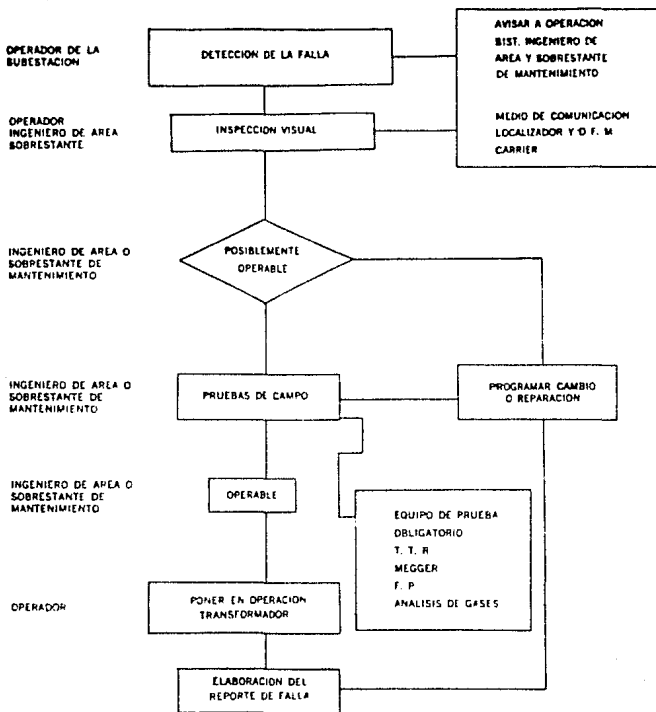 OPERADOR DE LA
SUBESTACION
DETECCION DE LA FALLA
AVISAR A OPERACION
SIST. INGENIERO DE
AREA Y SOBRESTANTE
DE MANTENIMIENTO
MEDIO DE COMUNICACION
LOCALIZADOR Y O F. M
CARRIER
OPERADOR
INGENIERO DE AREA
SOBRESTANTE
INSPECCION VISUAL
INGENIERO DE AREA O
SOBRESTANTE DE
MANTENIMIENTO
POSIBLEMENTE
OPERABLE
INGENIERO DE AREA O
SOBRESTANTE DE
MANTENIMIENTO
PRUEBAS DE CAMPO
PROGRAMAR CAMBIO
O REPARACION
INGENIERO DE AREA O
SOBRESTANTE DE
MANTENIMIENTO
OPERABLE
EQUIPO DE PRUEBA
OBLIGATORIO
T. T. R
MEGGER
F. P
ANALISIS DE GASES
OPERADOR
PONER EN OPERACION
TRANSFORMADOR
ELABORACION DEL
REPORTE DE FALLA